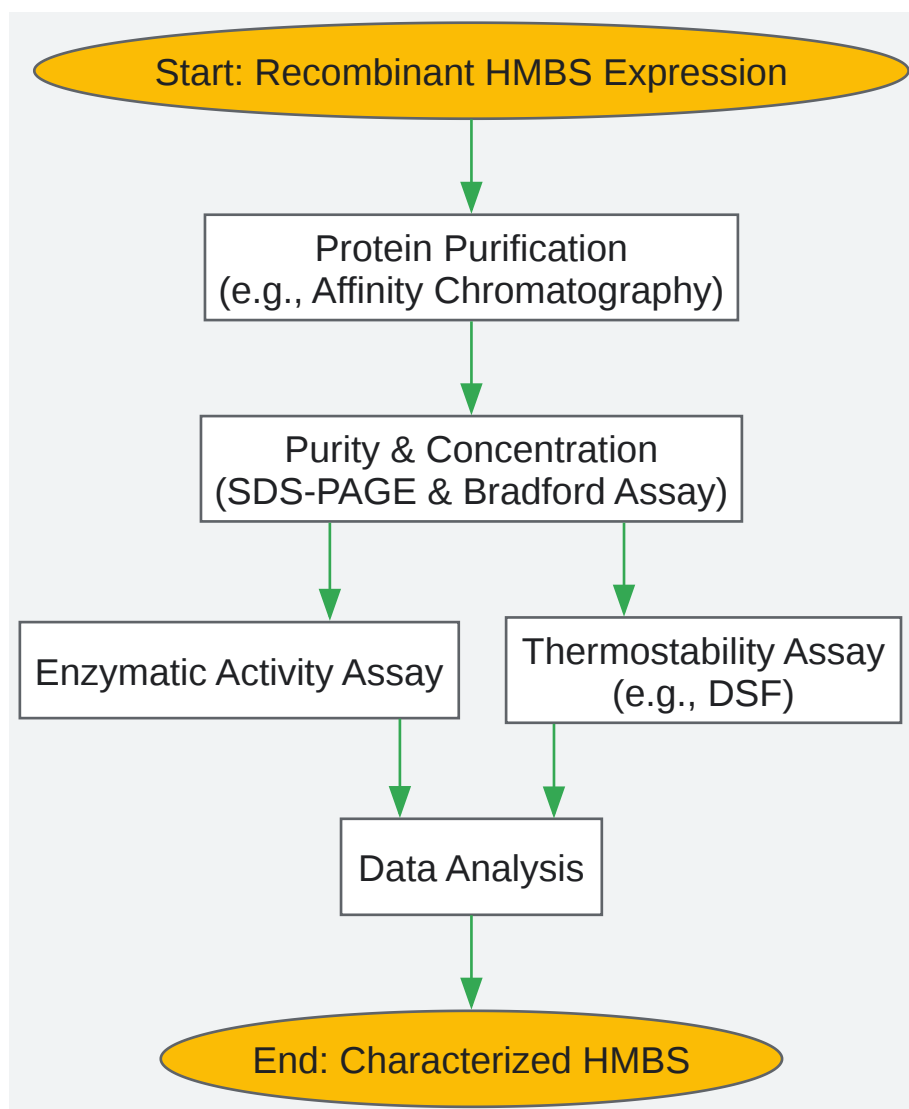 Start: Recombinant HMBS Expression
Protein Purification
(e.g., Affinity Chromatography)
Purity & Concentration
(SDS-PAGE & Bradford Assay)
Enzymatic Activity Assay
Thermostability Assay
(e.g., DSF)
Data Analysis
End: Characterized HMBS